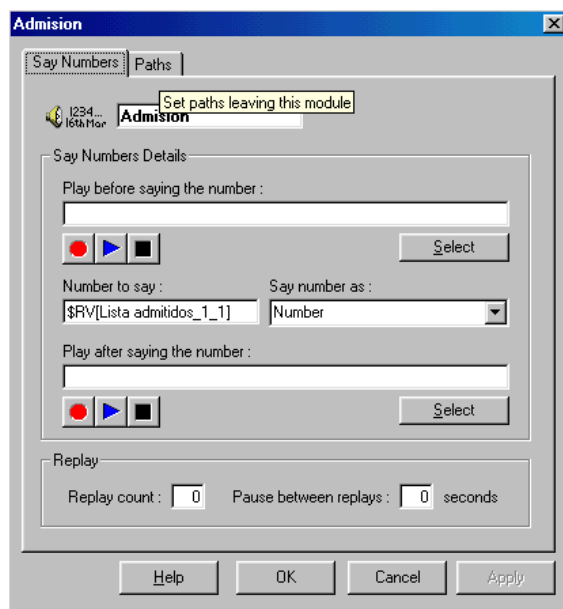 Admision
Say Numbers Paths
Set paths leaving this module
1234...
16th Mar
Admision
Say Numbers Details
Play before saying the number :
Select
Number to say : Say number as :
$RV[Lista admitidos_1_1] Number
Play after saying the number :
Select
Replay
Replay count : 0 Pause between replays : 0 seconds
Help OK Cancel Apply